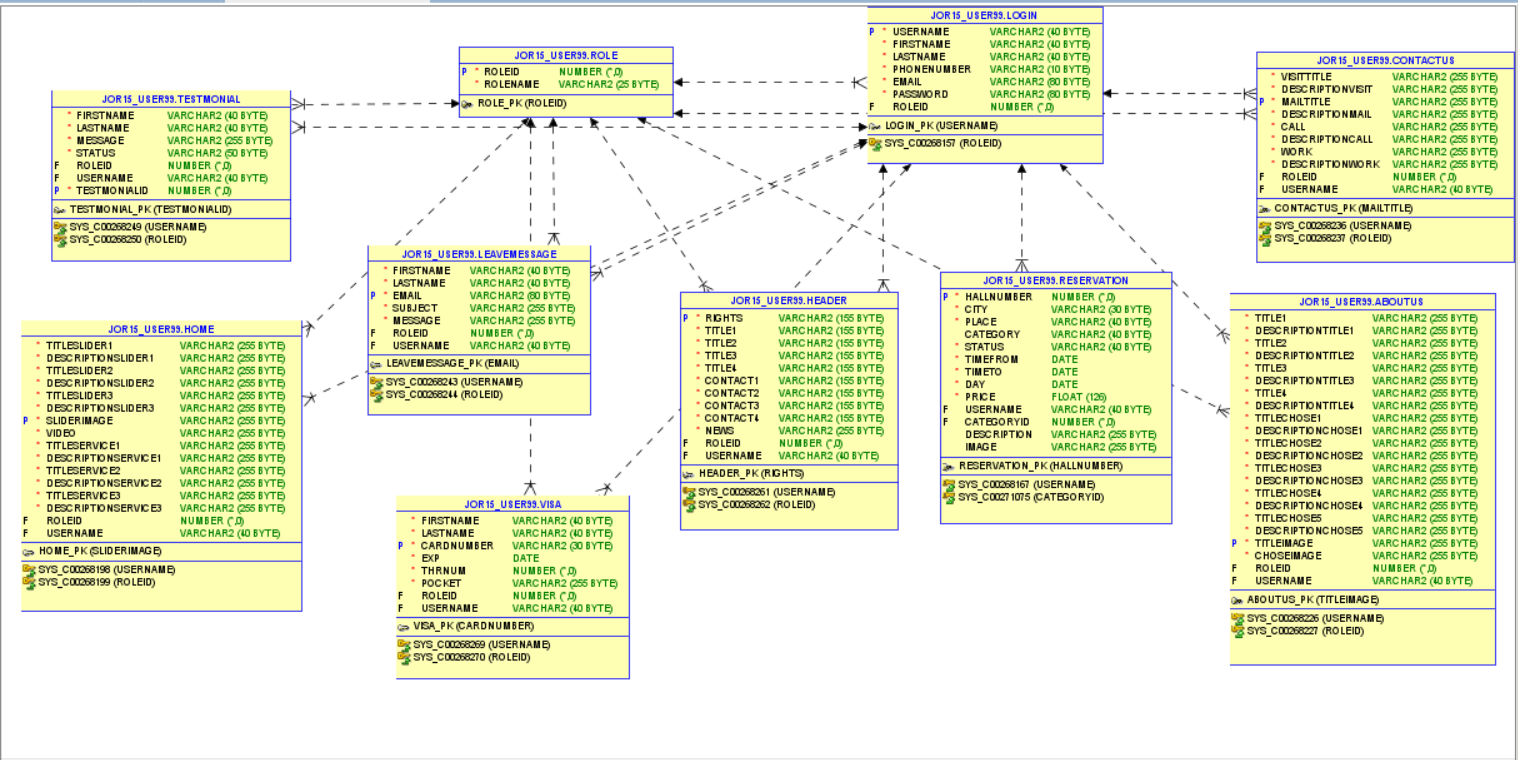 JOR15_USER99.ROLE
P * ROLEID NUMBER (*,0)
* ROLENAME VARCHAR2 (25 BYTE)
ROLE_PK (ROLEID)
JOR15_USER99.LOGIN
P * USERNAME VARCHAR2 (40 BYTE)
* FIRSTNAME VARCHAR2 (40 BYTE)
* LASTNAME VARCHAR2 (40 BYTE)
* PHONENUMBER VARCHAR2 (10 BYTE)
* EMAIL VARCHAR2 (80 BYTE)
* PASSWORD VARCHAR2 (80 BYTE)
F ROLEID NUMBER (*,0)
LOGIN_PK (USERNAME)
SYS_C00268157 (ROLEID)
JOR15_USER99.CONTACTUS
* VISITTITLE VARCHAR2 (255 BYTE)
* DESCRIPTIONVISIT VARCHAR2 (255 BYTE)
P * MAILTITLE VARCHAR2 (255 BYTE)
* DESCRIPTIONMAIL VARCHAR2 (255 BYTE)
* CALL VARCHAR2 (255 BYTE)
* DESCRIPTIONCALL VARCHAR2 (255 BYTE)
* WORK VARCHAR2 (255 BYTE)
* DESCRIPTIONWORK VARCHAR2 (255 BYTE)
F ROLEID NUMBER (*,0)
F USERNAME VARCHAR2 (40 BYTE)
CONTACTUS_PK (MAILTITLE)
SYS_C00268236 (USERNAME)
SYS_C00268237 (ROLEID)
JOR15_USER99.TESTMONIAL
* FIRSTNAME VARCHAR2 (40 BYTE)
* LASTNAME VARCHAR2 (40 BYTE)
* MESSAGE VARCHAR2 (255 BYTE)
* STATUS VARCHAR2 (50 BYTE)
F ROLEID NUMBER (*,0)
F USERNAME VARCHAR2 (40 BYTE)
P * TESTMONIALID NUMBER (*,0)
TESTMONIAL_PK (TESTMONIALID)
SYS_C00268249 (USERNAME)
SYS_C00268250 (ROLEID)
JOR15_USER99.LEAVEMESSAGE
* FIRSTNAME VARCHAR2 (40 BYTE)
* LASTNAME VARCHAR2 (40 BYTE)
P * EMAIL VARCHAR2 (80 BYTE)
* SUBJECT VARCHAR2 (255 BYTE)
* MESSAGE VARCHAR2 (255 BYTE)
F ROLEID NUMBER (*,0)
F USERNAME VARCHAR2 (40 BYTE)
LEAVEMESSAGE_PK (EMAIL)
SYS_C00268243 (USERNAME)
SYS_C00268244 (ROLEID)
JOR15_USER99.HEADER
P * RIGHTS VARCHAR2 (155 BYTE)
* TITLE1 VARCHAR2 (155 BYTE)
* TITLE2 VARCHAR2 (155 BYTE)
* TITLE3 VARCHAR2 (155 BYTE)
* TITLE4 VARCHAR2 (155 BYTE)
* CONTACT1 VARCHAR2 (155 BYTE)
* CONTACT2 VARCHAR2 (155 BYTE)
* CONTACT3 VARCHAR2 (155 BYTE)
* CONTACT4 VARCHAR2 (155 BYTE)
* NEWS VARCHAR2 (255 BYTE)
F ROLEID NUMBER (*,0)
F USERNAME VARCHAR2 (40 BYTE)
HEADER_PK (RIGHTS)
SYS_C00268261 (USERNAME)
SYS_C00268262 (ROLEID)
JOR15_USER99.RESERVATION
P * HALLNUMBER NUMBER (*,0)
* CITY VARCHAR2 (30 BYTE)
* PLACE VARCHAR2 (40 BYTE)
CATEGORY VARCHAR2 (40 BYTE)
* STATUS VARCHAR2 (40 BYTE)
* TIMEFROM DATE
* TIMETO DATE
* DAY DATE
* PRICE FLOAT (126)
F USERNAME VARCHAR2 (40 BYTE)
F CATEGORYID NUMBER (*,0)
DESCRIPTION VARCHAR2 (255 BYTE)
IMAGE VARCHAR2 (255 BYTE)
RESERVATION_PK (HALLNUMBER)
SYS_C00268167 (USERNAME)
SYS_C00271075 (CATEGORYID)
JOR15_USER99.ABOUTUS
* TITLE1 VARCHAR2 (255 BYTE)
* DESCRIPTIONTITLE1 VARCHAR2 (255 BYTE)
* TITLE2 VARCHAR2 (255 BYTE)
* DESCRIPTIONTITLE2 VARCHAR2 (255 BYTE)
* TITLE3 VARCHAR2 (255 BYTE)
* DESCRIPTIONTITLE3 VARCHAR2 (255 BYTE)
* TITLE4 VARCHAR2 (255 BYTE)
* DESCRIPTIONTITLE4 VARCHAR2 (255 BYTE)
* TITLECHOSE1 VARCHAR2 (255 BYTE)
* DESCRIPTIONCHOSE1 VARCHAR2 (255 BYTE)
* TITLECHOSE2 VARCHAR2 (255 BYTE)
* DESCRIPTIONCHOSE2 VARCHAR2 (255 BYTE)
* TITLECHOSE3 VARCHAR2 (255 BYTE)
* DESCRIPTIONCHOSE3 VARCHAR2 (255 BYTE)
* TITLECHOSE4 VARCHAR2 (255 BYTE)
* DESCRIPTIONCHOSE4 VARCHAR2 (255 BYTE)
* TITLECHOSE5 VARCHAR2 (255 BYTE)
* DESCRIPTIONCHOSE5 VARCHAR2 (255 BYTE)
P * TITLEIMAGE VARCHAR2 (255 BYTE)
* CHOSEIMAGE VARCHAR2 (255 BYTE)
F ROLEID NUMBER (*,0)
F USERNAME VARCHAR2 (40 BYTE)
ABOUTUS_PK (TITLEIMAGE)
SYS_C00268226 (USERNAME)
SYS_C00268227 (ROLEID)
JOR15_USER99.HOME
* TITLESLIDER1 VARCHAR2 (255 BYTE)
* DESCRIPTIONSLIDER1 VARCHAR2 (255 BYTE)
* TITLESLIDER2 VARCHAR2 (255 BYTE)
* DESCRIPTIONSLIDER2 VARCHAR2 (255 BYTE)
* TITLESLIDER3 VARCHAR2 (255 BYTE)
* DESCRIPTIONSLIDER3 VARCHAR2 (255 BYTE)
P * SLIDERIMAGE VARCHAR2 (255 BYTE)
* VIDEO VARCHAR2 (255 BYTE)
* TITLESERVICE1 VARCHAR2 (255 BYTE)
* DESCRIPTIONSERVICE1 VARCHAR2 (255 BYTE)
* TITLESERVICE2 VARCHAR2 (255 BYTE)
* DESCRIPTIONSERVICE2 VARCHAR2 (255 BYTE)
* TITLESERVICE3 VARCHAR2 (255 BYTE)
* DESCRIPTIONSERVICE3 VARCHAR2 (255 BYTE)
F ROLEID NUMBER (*,0)
F USERNAME VARCHAR2 (40 BYTE)
HOME_PK (SLIDERIMAGE)
SYS_C00268198 (USERNAME)
SYS_C00268199 (ROLEID)
JOR15_USER99.VISA
* FIRSTNAME VARCHAR2 (40 BYTE)
* LASTNAME VARCHAR2 (40 BYTE)
P * CARDNUMBER VARCHAR2 (30 BYTE)
* EXP DATE
* THRNUM NUMBER (*,0)
* POCKET VARCHAR2 (255 BYTE)
F ROLEID NUMBER (*,0)
F USERNAME VARCHAR2 (40 BYTE)
VISA_PK (CARDNUMBER)
SYS_C00268269 (USERNAME)
SYS_C00268270 (ROLEID)